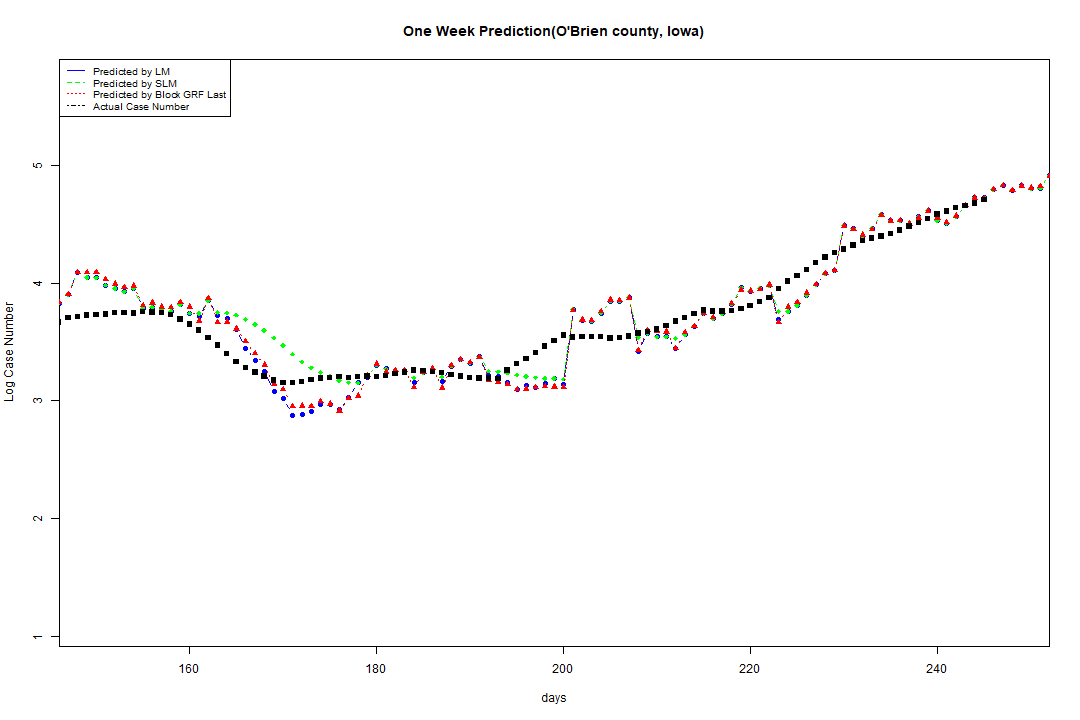 One Week Prediction(O'Brien county, Iowa)
Predicted by LM
Predicted by SLM
Predicted by Block GRF Last
Actual Case Number
5
4
3
2
1
Log Case Number
160 180 200 220 240
days